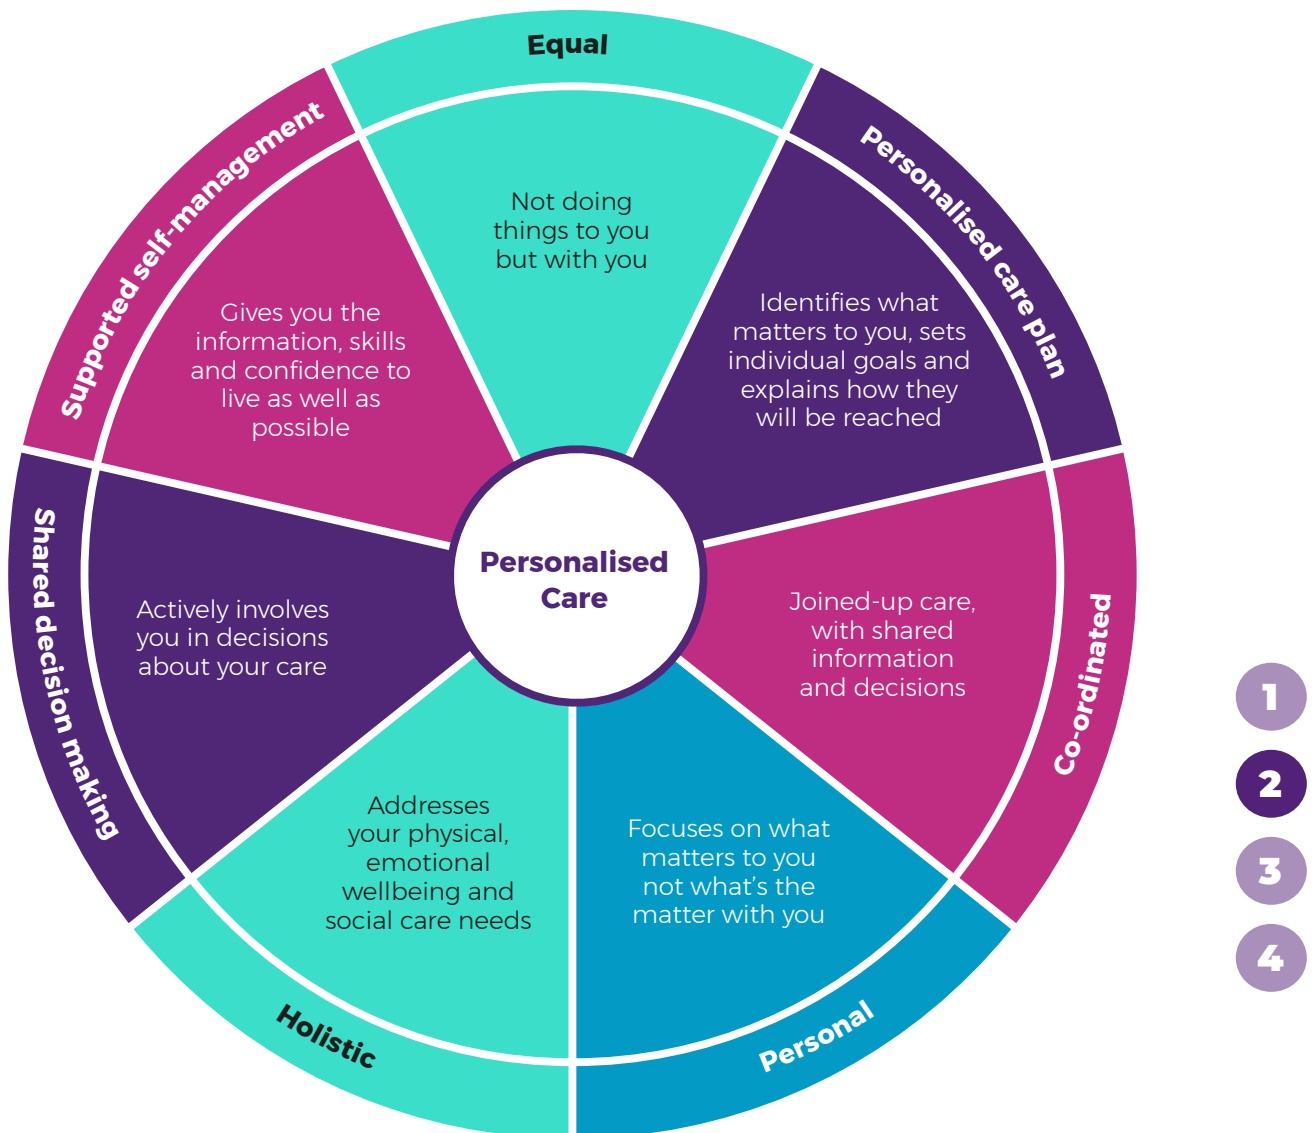 Equal
Not doing
things to you
but with you
Personalised care plan
Identifies what
matters to you, sets
individual goals and
explains how they
will be reached
Co-ordinated
Joined-up care,
with shared
information
and decisions
Personal
Focuses on what
matters to you
not what’s the
matter with you
Holistic
Addresses
your physical,
emotional
wellbeing and
social care needs
Shared decision making
Actively involves
you in decisions
about your care
Supported self-management
Gives you the
information, skills
and confidence to
live as well as
possible
Personalised
Care
1
2
3
4